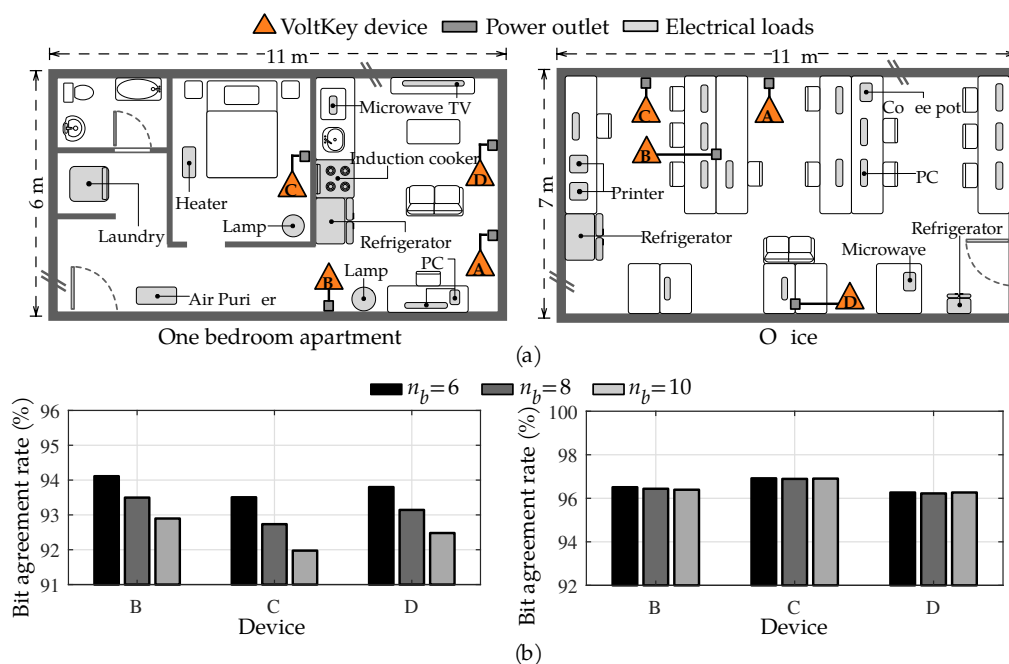 VoltKey device Power outlet Electrical loads
11 m
6 m
Microwave TV
Induction cooker
D
C
Heater
Lamp
Laundry
Refrigerator
A
B
Lamp
PC
Air Puri er
One bedroom apartment
11 m
7 m
C
A
Co ee pot
B
PC
Printer
Refrigerator
Microwave
Refrigerator
D
O ice
(a)
n_b=6 n_b=8 n_b=10
Bit agreement rate (%)
96
95
94
93
92
91
B C D
Device
Bit agreement rate (%)
100
98
96
94
92
B C D
Device
(b)